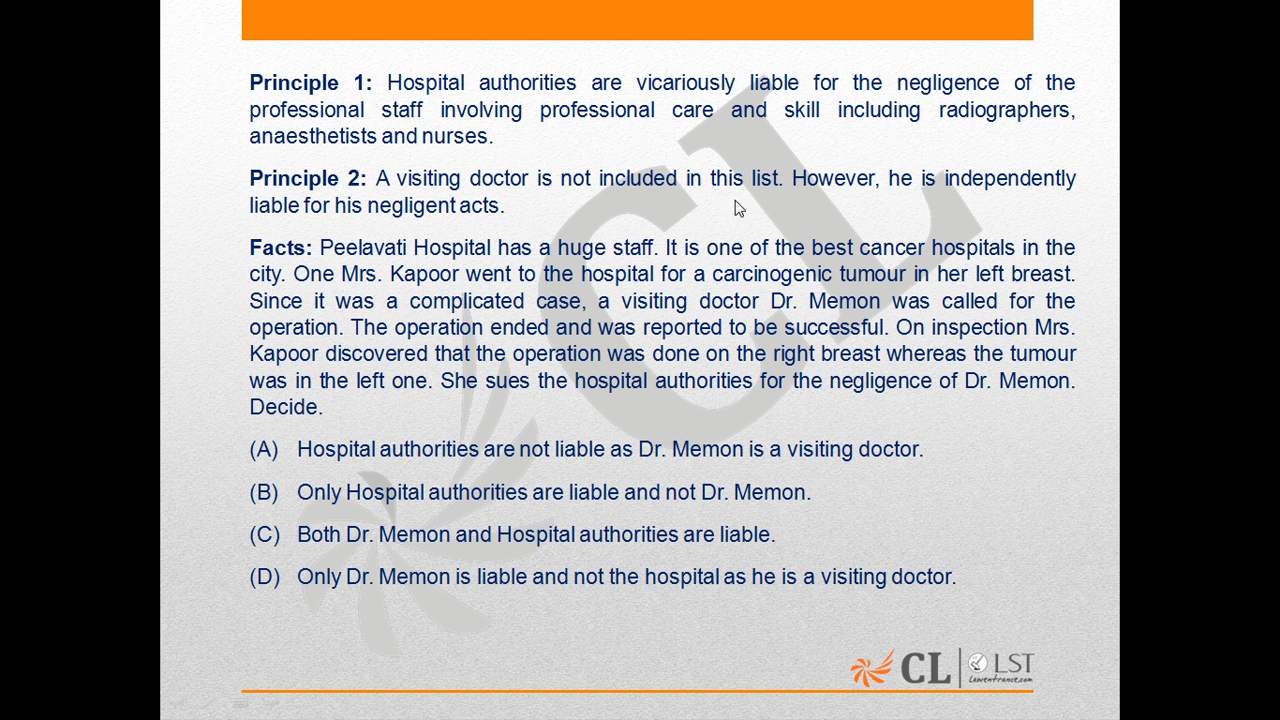 Principle 1: Hospital authorities are vicariously liable for the negligence of the
professional staff involving professional care and skill including radiographers,
anaesthetists and nurses.
Principle 2: A visiting doctor is not included in this list. However, he is independently
liable for his negligent acts.
Facts: Peelavati Hospital has a huge staff. It is one of the best cancer hospitals in the
city. One Mrs. Kapoor went to the hospital for a carcinogenic tumour in her left breast.
Since it was a complicated case, a visiting doctor Dr. Memon was called for the
operation. The operation ended and was reported to be successful. On inspection Mrs.
Kapoor discovered that the operation was done on the right breast whereas the tumour
was in the left one. She sues the hospital authorities for the negligence of Dr. Memon.
Decide.
(A) Hospital authorities are not liable as Dr. Memon is a visiting doctor.
(B) Only Hospital authorities are liable and not Dr. Memon.
(C) Both Dr. Memon and Hospital authorities are liable.
(D) Only Dr. Memon is liable and not the hospital as he is a visiting doctor.
CL
CL LST
Lawentrance.com